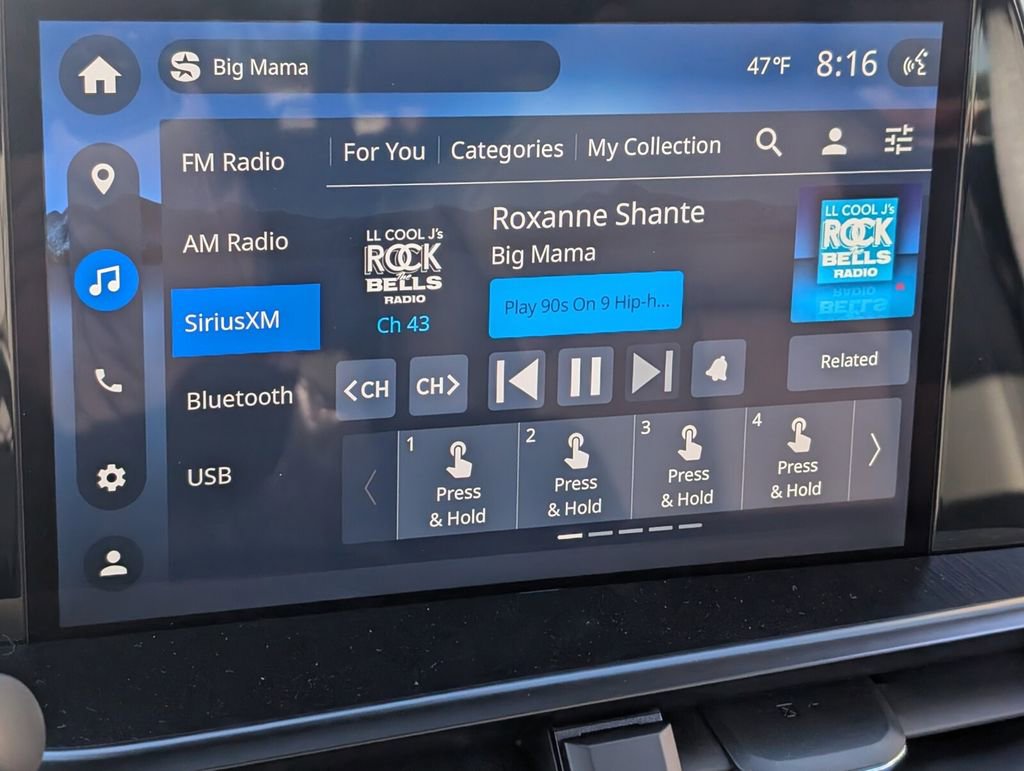 Big Mama
47°F
8:16
FM Radio
For You
Categories
My Collection
AM Radio
SiriusXM
Bluetooth
USB
LL COOL J's
ROCK
The
BELLS
RADIO
Ch 43
Roxanne Shante
Big Mama
Play 90s On 9 Hip-h...
LL COOL J's
ROCK
The
BELLS
RADIO
Related
<CH
CH>
1
Press
& Hold
2
Press
& Hold
3
Press
& Hold
4
Press
& Hold